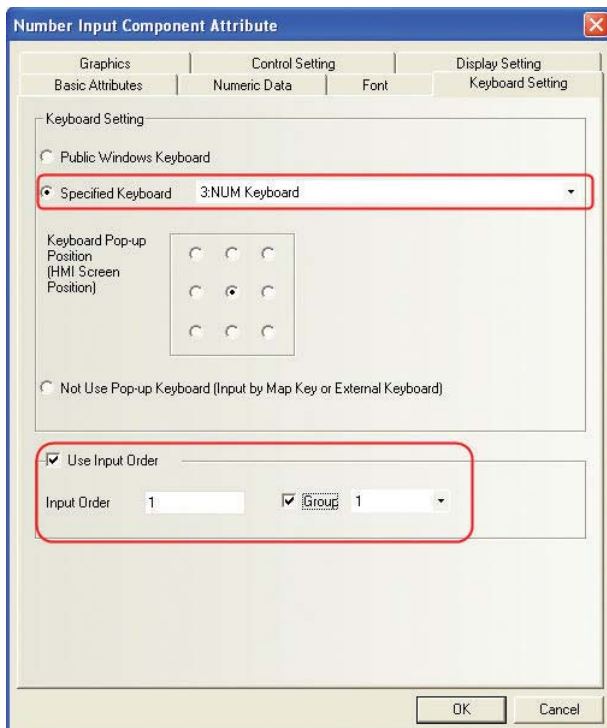 Number Input Component Attribute
Graphics Control Setting Display Setting
Basic Attributes Numeric Data Font Keyboard Setting
Keyboard Setting
Public Windows Keyboard
Specified Keyboard 3:NUM Keyboard
Keyboard Pop-up
Position
(HMI Screen
Position)
Not Use Pop-up Keyboard (Input by Map Key or External Keyboard)
Use Input Order
Input Order 1 Group 1
OK Cancel